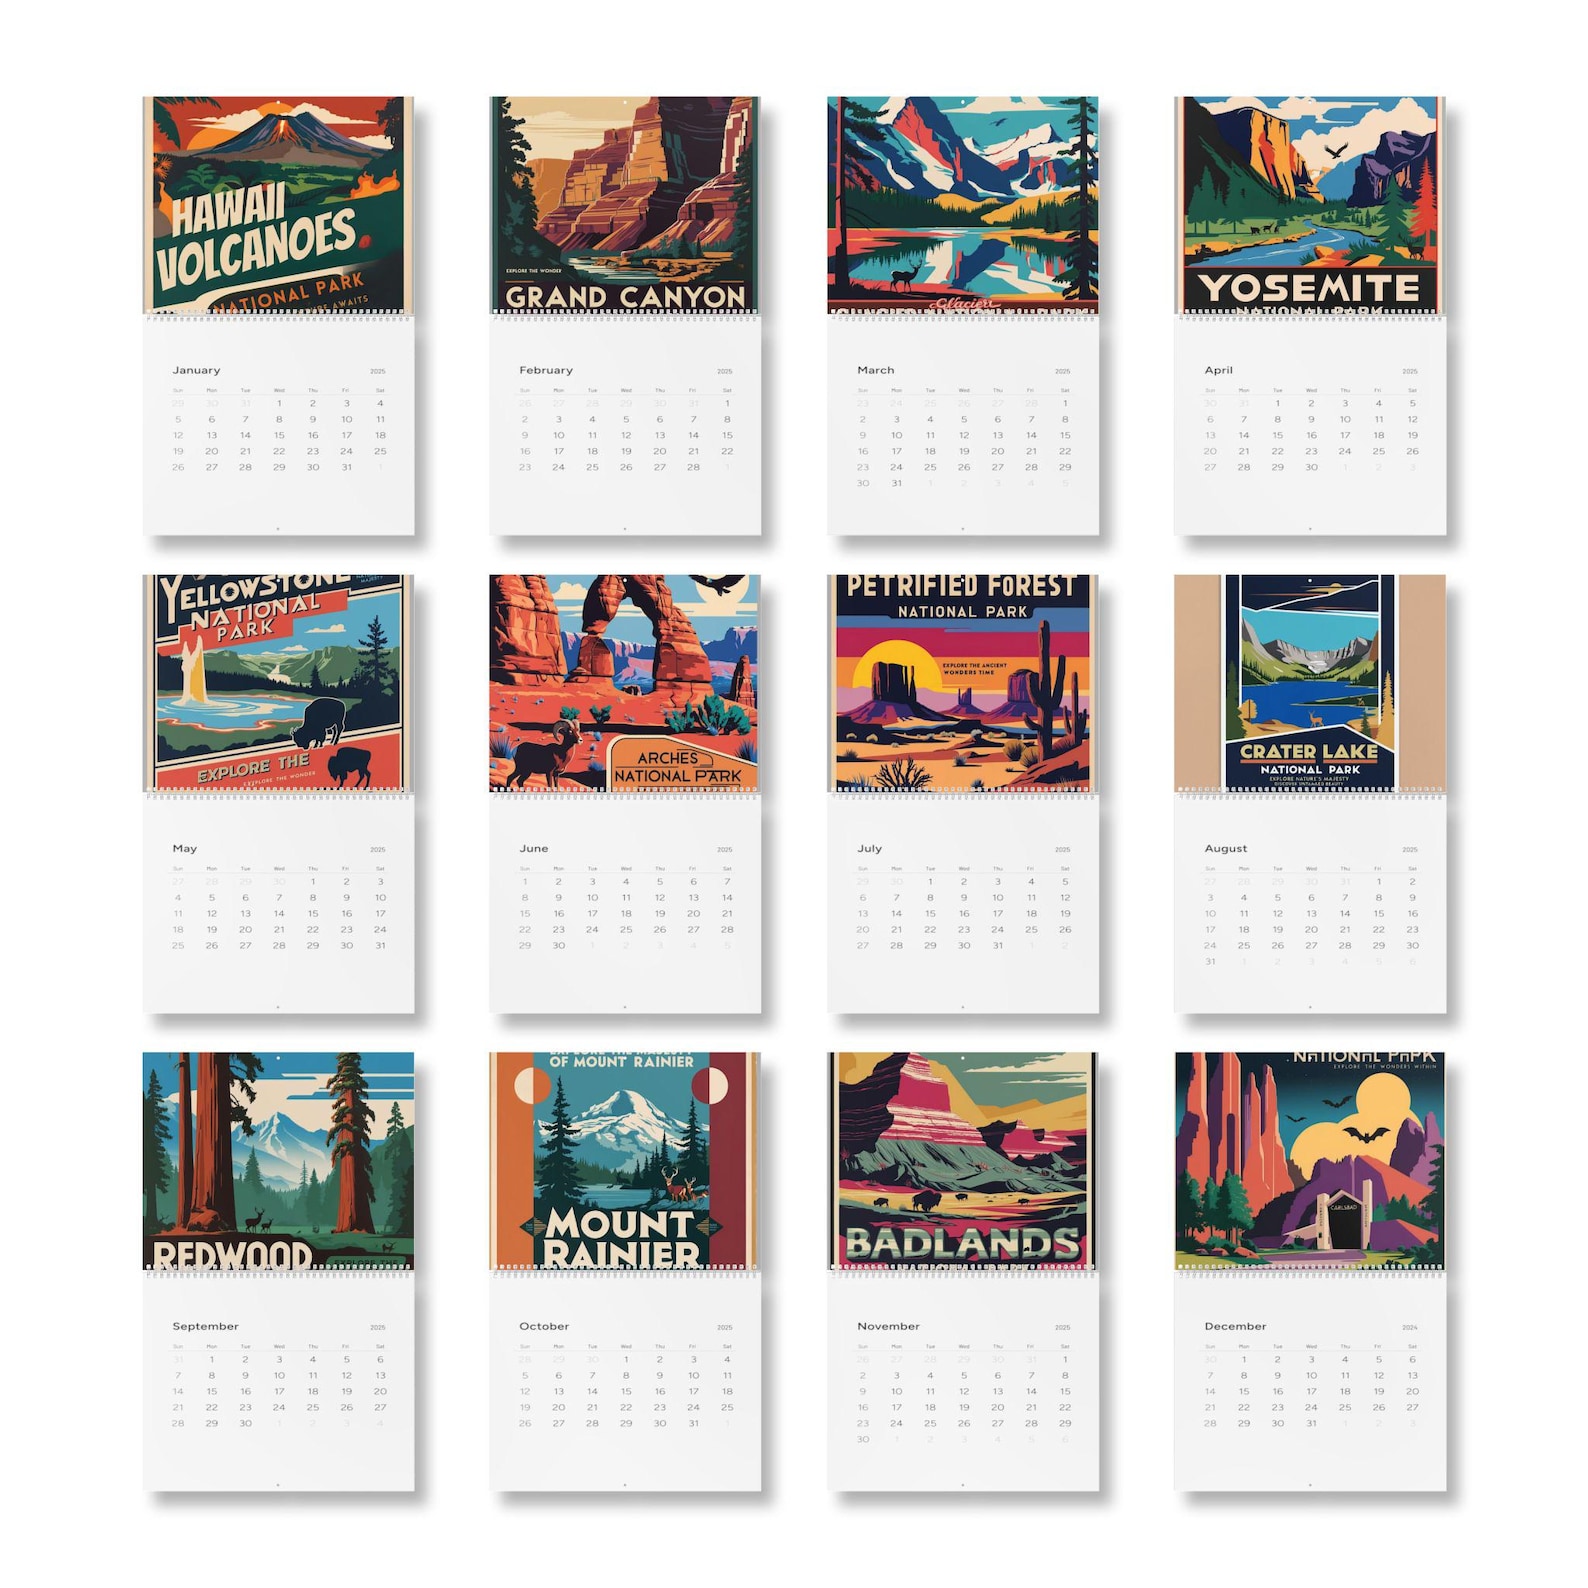 HAWAII
VOLCANOES
NATIONAL PARK
January 2025
Sun Mon Tue Wed Thu Fri Sat
29 30 31 1 2 3 4
5 6 7 8 9 10 11
12 13 14 15 16 17 18
19 20 21 22 23 24 25
26 27 28 29 30 31 1
EXPLORE THE WONDER
GRAND CANYON
February 2025
Sun Mon Tue Wed Thu Fri Sat
26 27 28 29 30 31 1
2 3 4 5 6 7 8
9 10 11 12 13 14 15
16 17 18 19 20 21 22
23 24 25 26 27 28 1
Glacier
March 2025
Sun Mon Tue Wed Thu Fri Sat
23 24 25 26 27 28 1
2 3 4 5 6 7 8
9 10 11 12 13 14 15
16 17 18 19 20 21 22
23 24 25 26 27 28 29
30 31 1 2 3 4 5
YOSEMITE
NATIONAL PARK
April 2025
Sun Mon Tue Wed Thu Fri Sat
30 31 1 2 3 4 5
6 7 8 9 10 11 12
13 14 15 16 17 18 19
20 21 22 23 24 25 26
27 28 29 30 1 2 3
YELLOWSTONE
NATIONAL
PARK
EXPLORE THE
EXPLORE THE WONDER
May 2025
Sun Mon Tue Wed Thu Fri Sat
27 28 29 30 1 2 3
4 5 6 7 8 9 10
11 12 13 14 15 16 17
18 19 20 21 22 23 24
25 26 27 28 29 30 31
ARCHES
NATIONAL PARK
June 2025
Sun Mon Tue Wed Thu Fri Sat
1 2 3 4 5 6 7
8 9 10 11 12 13 14
15 16 17 18 19 20 21
22 23 24 25 26 27 28
29 30 1 2 3 4 5
PETRIFIED FOREST
NATIONAL PARK
EXPLORE THE ANCIENT
WONDERS TIME
July 2025
Sun Mon Tue Wed Thu Fri Sat
29 30 1 2 3 4 5
6 7 8 9 10 11 12
13 14 15 16 17 18 19
20 21 22 23 24 25 26
27 28 29 30 31 1 2
CRATER LAKE
NATIONAL PARK
EXPLORE NATURE'S MAJESTY
DISCOVER UNTAMED BEAUTY
August 2025
Sun Mon Tue Wed Thu Fri Sat
27 28 29 30 31 1 2
3 4 5 6 7 8 9
10 11 12 13 14 15 16
17 18 19 20 21 22 23
24 25 26 27 28 29 30
31 1 2 3 4 5 6
REDWOOD
EXPLORE THE
September 2025
Sun Mon Tue Wed Thu Fri Sat
31 1 2 3 4 5 6
7 8 9 10 11 12 13
14 15 16 17 18 19 20
21 22 23 24 25 26 27
28 29 30 1 2 3 4
EXPLORE THE MAJESTY
OF MOUNT RAINIER
MOUNT
RAINIER
October 2025
Sun Mon Tue Wed Thu Fri Sat
28 29 30 1 2 3 4
5 6 7 8 9 10 11
12 13 14 15 16 17 18
19 20 21 22 23 24 25
26 27 28 29 30 31 1
BADLANDS
November 2025
Sun Mon Tue Wed Thu Fri Sat
26 27 28 29 30 31 1
2 3 4 5 6 7 8
9 10 11 12 13 14 15
16 17 18 19 20 21 22
23 24 25 26 27 28 29
30 1 2 3 4 5 6
NATIONAL PARK
EXPLORE THE WONDERS WITHIN
CARLSBAD
December 2024
Sun Mon Tue Wed Thu Fri Sat
30 1 2 3 4 5 6
7 8 9 10 11 12 13
14 15 16 17 18 19 20
21 22 23 24 25 26 27
28 29 30 31 1 2 3